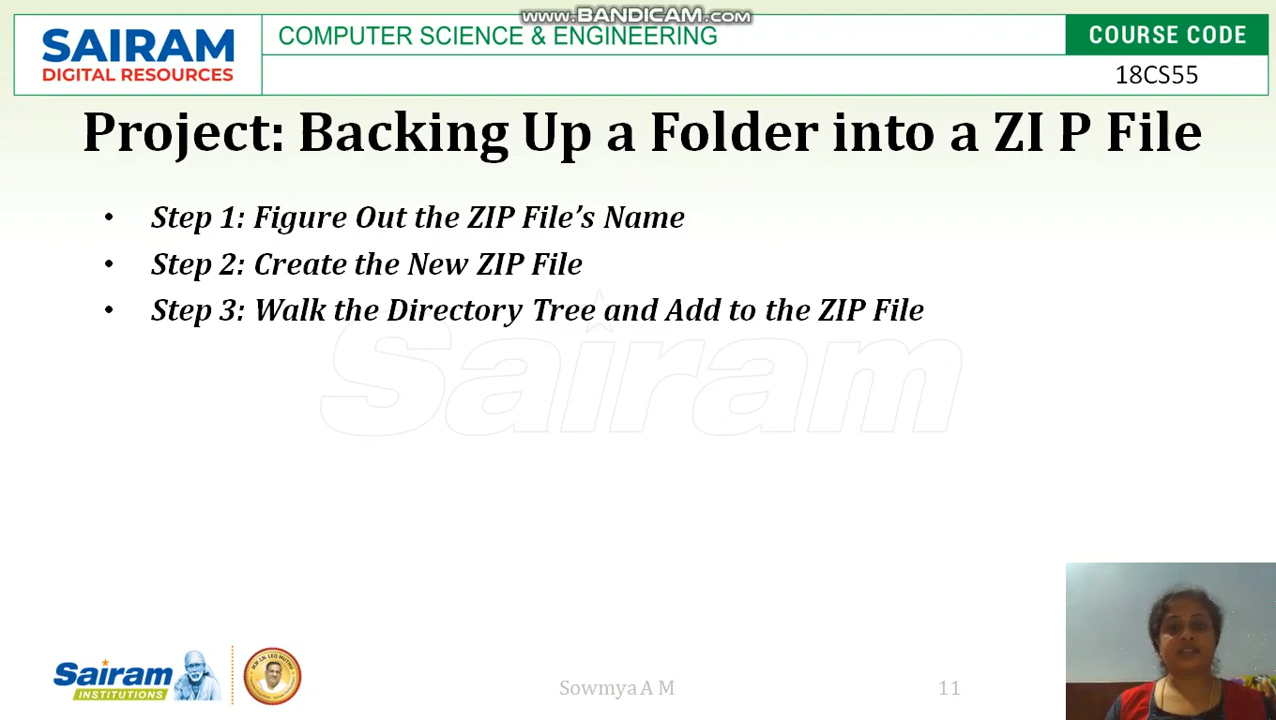 www.BANDICAM.com
SAIRAM
DIGITAL RESOURCES
COMPUTER SCIENCE & ENGINEERING
COURSE CODE
18CS55
Project: Backing Up a Folder into a ZI P File
• Step 1: Figure Out the ZIP File’s Name
• Step 2: Create the New ZIP File
• Step 3: Walk the Directory Tree and Add to the ZIP File
Sairam
Sairam
INSTITUTIONS
Sowmya A M
11